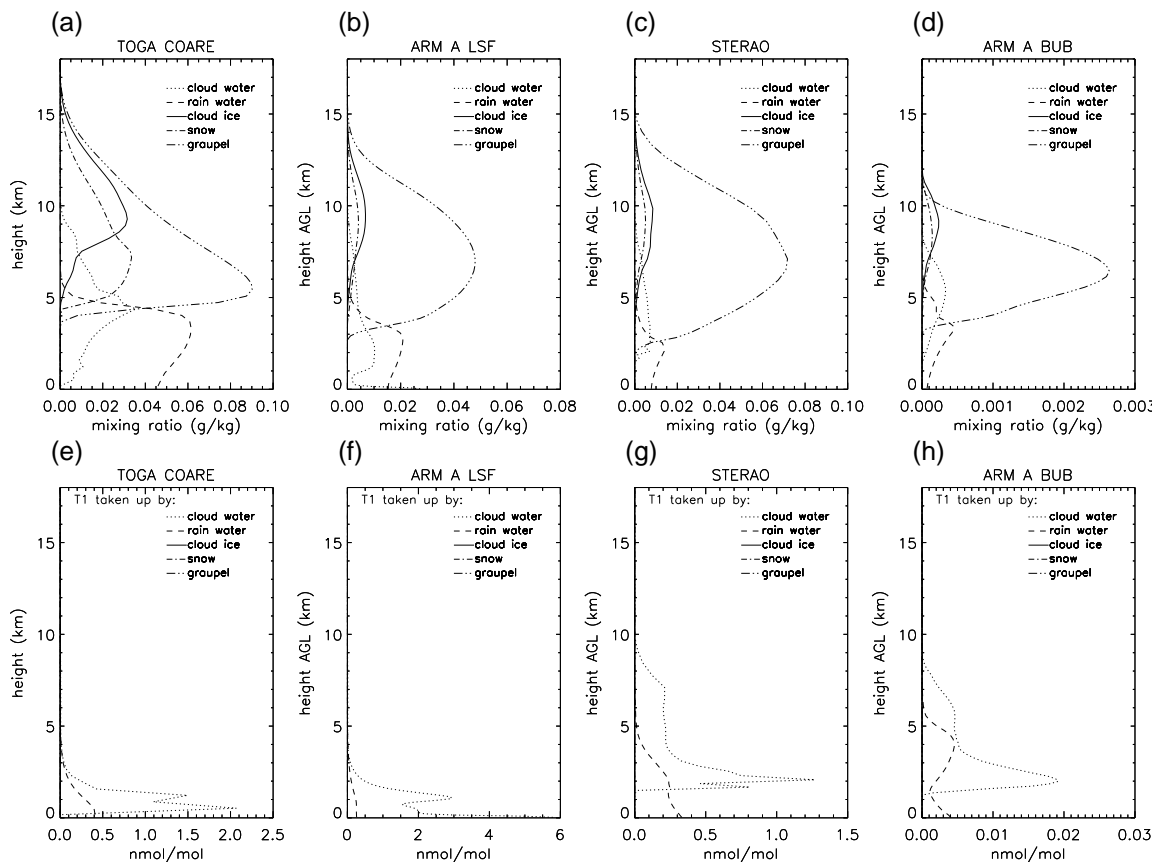 (a)
TOGA COARE
cloud water
rain water
cloud ice
snow
graupel
height (km)
15
10
5
0
0.00 0.02 0.04 0.06 0.08 0.10
mixing ratio (g/kg)
(b)
ARM A LSF
cloud water
rain water
cloud ice
snow
graupel
height AGL (km)
15
10
5
0
0.00 0.02 0.04 0.06 0.08
mixing ratio (g/kg)
(c)
STERAO
cloud water
rain water
cloud ice
snow
graupel
height AGL (km)
15
10
5
0
0.00 0.02 0.04 0.06 0.08 0.10
mixing ratio (g/kg)
(d)
ARM A BUB
cloud water
rain water
cloud ice
snow
graupel
height AGL (km)
15
10
5
0
0.000 0.001 0.002 0.003
mixing ratio (g/kg)
(e)
TOGA COARE
T1 taken up by:
cloud water
rain water
cloud ice
snow
graupel
height (km)
15
10
5
0
0.0 0.5 1.0 1.5 2.0 2.5
nmol/mol
(f)
ARM A LSF
T1 taken up by:
cloud water
rain water
cloud ice
snow
graupel
height AGL (km)
15
10
5
0
0 1 2 3 4 5 6
nmol/mol
(g)
STERAO
T1 taken up by:
cloud water
rain water
cloud ice
snow
graupel
height AGL (km)
15
10
5
0
0.0 0.5 1.0 1.5
nmol/mol
(h)
ARM A BUB
T1 taken up by:
cloud water
rain water
cloud ice
snow
graupel
height AGL (km)
15
10
5
0
0.00 0.01 0.02 0.03
nmol/mol